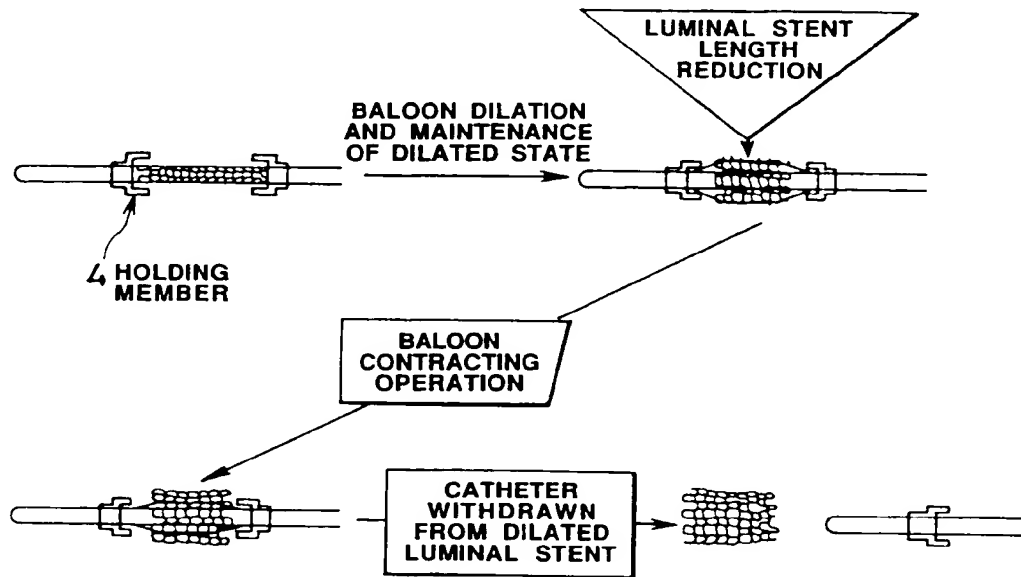 LUMINAL STENT
LENGTH
REDUCTION
BALOON DILATION
AND MAINTENANCE
OF DILATED STATE
4 HOLDING
MEMBER
BALOON
CONTRACTING
OPERATION
CATHETER
WITHDRAWN
FROM DILATED
LUMINAL STENT